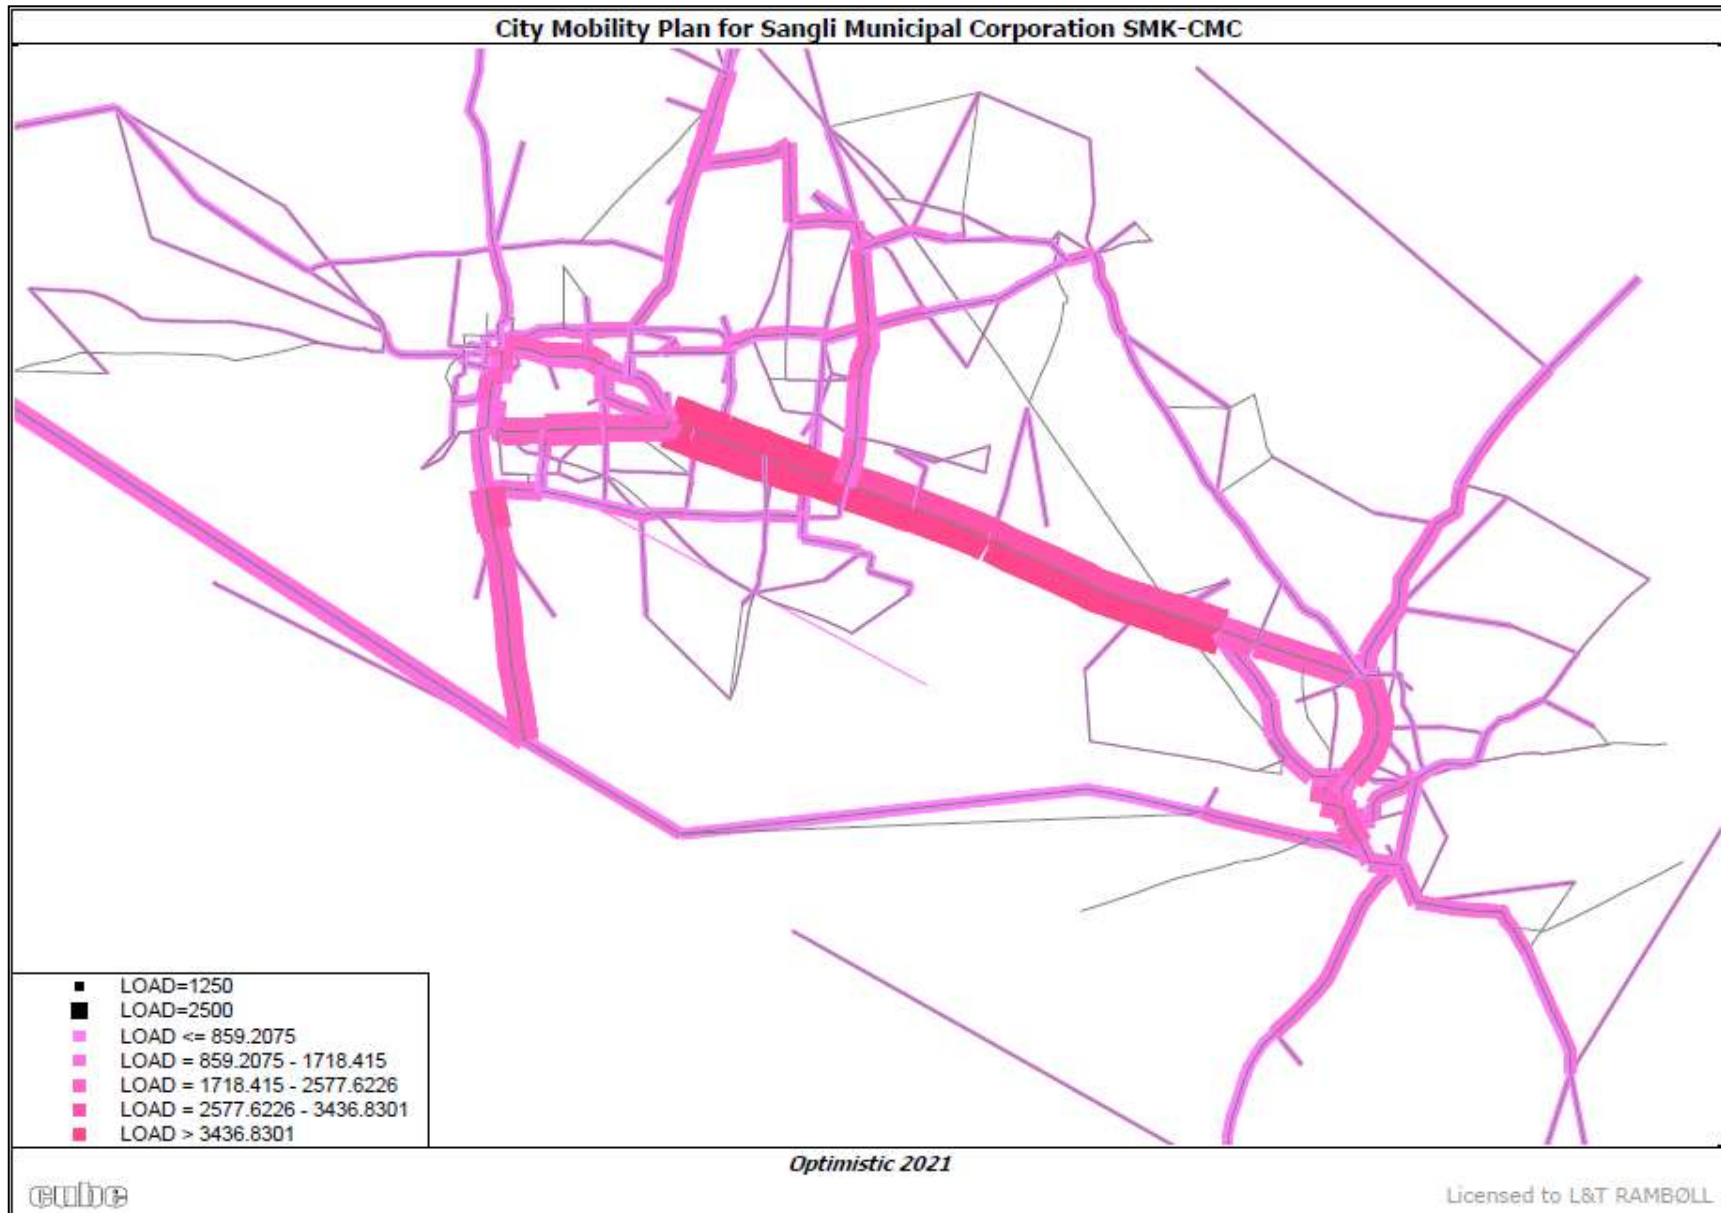 City Mobility Plan for Sangli Municipal Corporation SMK-CMC
LOAD=1250
LOAD=2500
LOAD <= 859.2075
LOAD = 859.2075 - 1718.415
LOAD = 1718.415 - 2577.6226
LOAD = 2577.6226 - 3436.8301
LOAD > 3436.8301
Optimistic 2021
cube
Licensed to L&T RAMBØLL